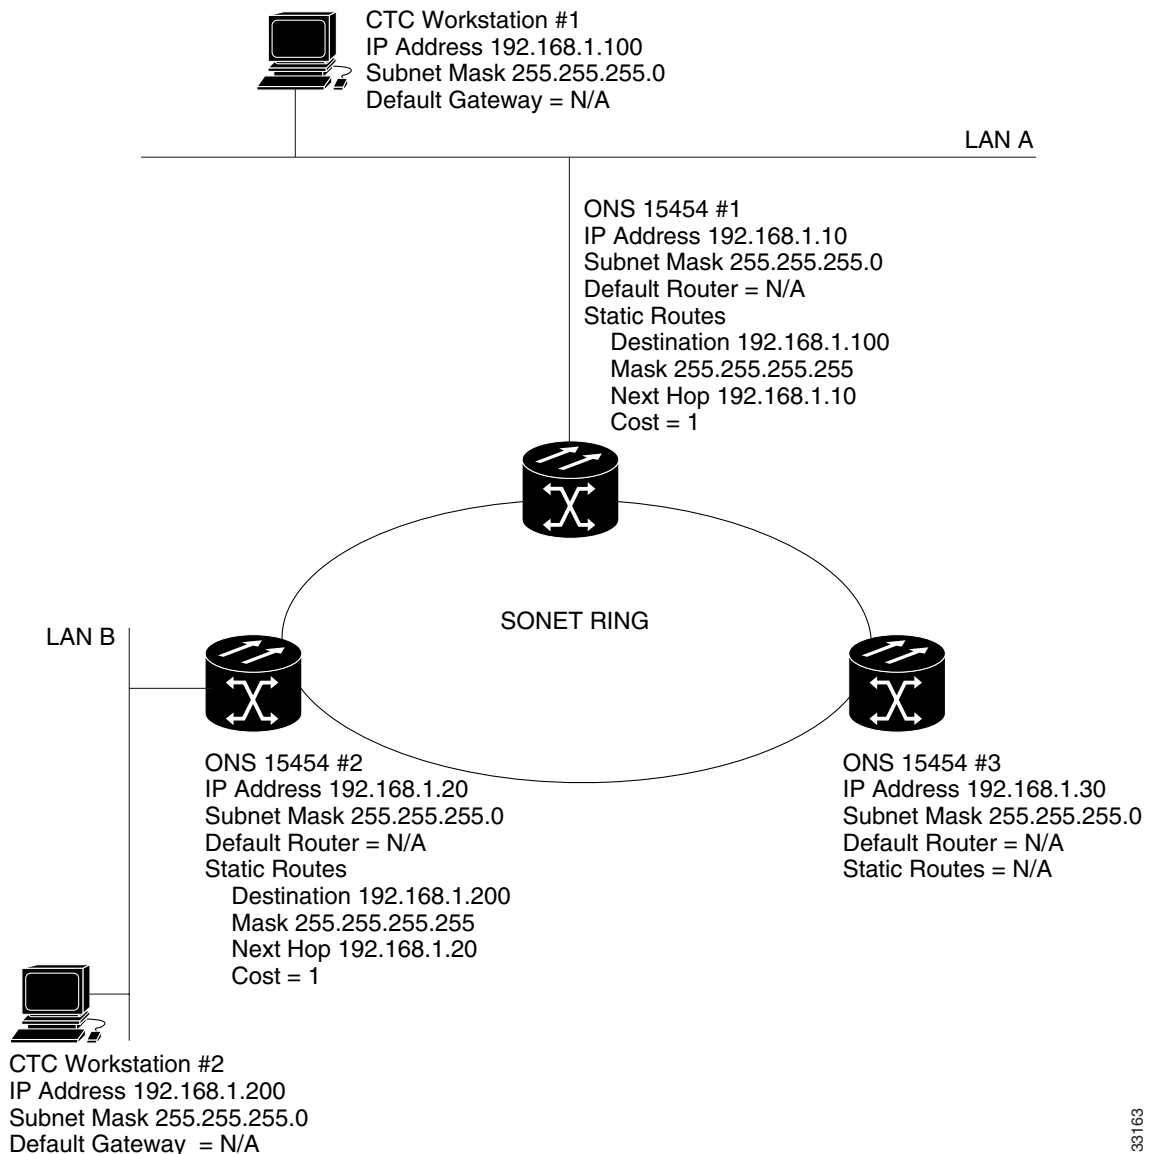 CTC Workstation #1
IP Address 192.168.1.100
Subnet Mask 255.255.255.0
Default Gateway = N/A
LAN A
ONS 15454 #1
IP Address 192.168.1.10
Subnet Mask 255.255.255.0
Default Router = N/A
Static Routes
Destination 192.168.1.100
Mask 255.255.255.255
Next Hop 192.168.1.10
Cost = 1
SONET RING
LAN B
ONS 15454 #2
IP Address 192.168.1.20
Subnet Mask 255.255.255.0
Default Router = N/A
Static Routes
Destination 192.168.1.200
Mask 255.255.255.255
Next Hop 192.168.1.20
Cost = 1
ONS 15454 #3
IP Address 192.168.1.30
Subnet Mask 255.255.255.0
Default Router = N/A
Static Routes = N/A
CTC Workstation #2
IP Address 192.168.1.200
Subnet Mask 255.255.255.0
Default Gateway = N/A
33163